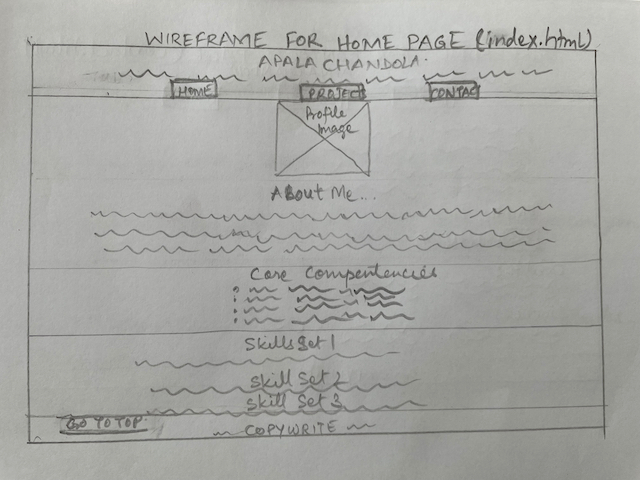 WIREFRAME FOR HOME PAGE (index.html)
APALA CHANDOLA.
HOME PROJECT CONTAC
Profile
Image
About Me...
Core Compentencies
Skills Set 1
Skill Set 2
Skill Set 3
GO TO TOP.
COPYWRITE